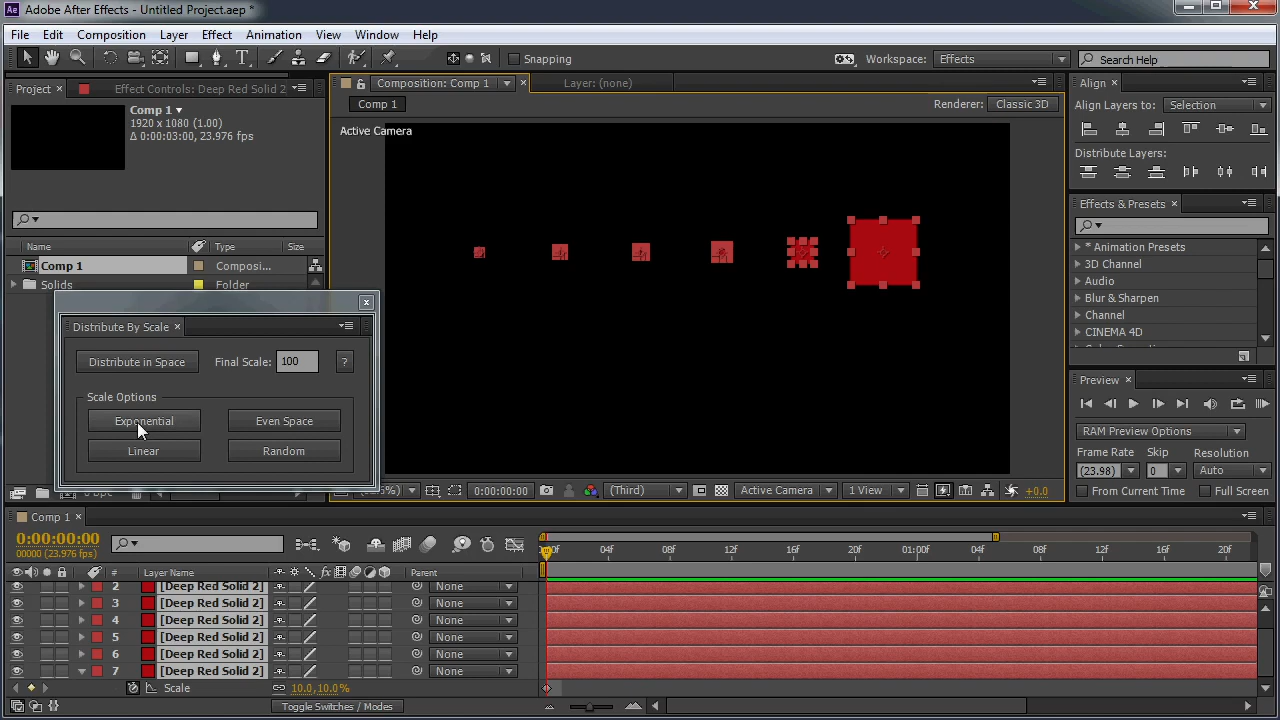 Adobe After Effects - Untitled Project.aep *
File Edit Composition Layer Effect Animation View Window Help
Snapping
Workspace: Effects
Search Help
Project
Effect Controls: Deep Red Solid 2
Composition: Comp 1
Layer: (none)
Align
Comp 1
1920 x 1080 (1.00)
Δ 0:00:03:00, 23.976 fps
Comp 1
Renderer: Classic 3D
Align Layers to: Selection
Active Camera
Distribute Layers:
Effects & Presets
Name Type Size
Comp 1 Composi...
Solids Folder
* Animation Presets
3D Channel
Audio
Blur & Sharpen
Channel
CINEMA 4D
Distribute By Scale
Distribute in Space
Final Scale: 100 ?
Scale Options
Exponential
Even Space
Linear
Random
Preview
RAM Preview Options
Frame Rate Skip Resolution
(23.98) 0 Auto
From Current Time Full Screen
0:00:00:00 (Third) Active Camera 1 View +0.0
Comp 1
0:00:00:00
00000 (23.976 fps)
04f 08f 12f 16f 20f 01:00f 04f 08f 12f 16f 20f
# Layer Name Parent
2 [Deep Red Solid 2] None
3 [Deep Red Solid 2] None
4 [Deep Red Solid 2] None
5 [Deep Red Solid 2] None
6 [Deep Red Solid 2] None
7 [Deep Red Solid 2] None
Scale 10.0,10.0%
Toggle Switches / Modes